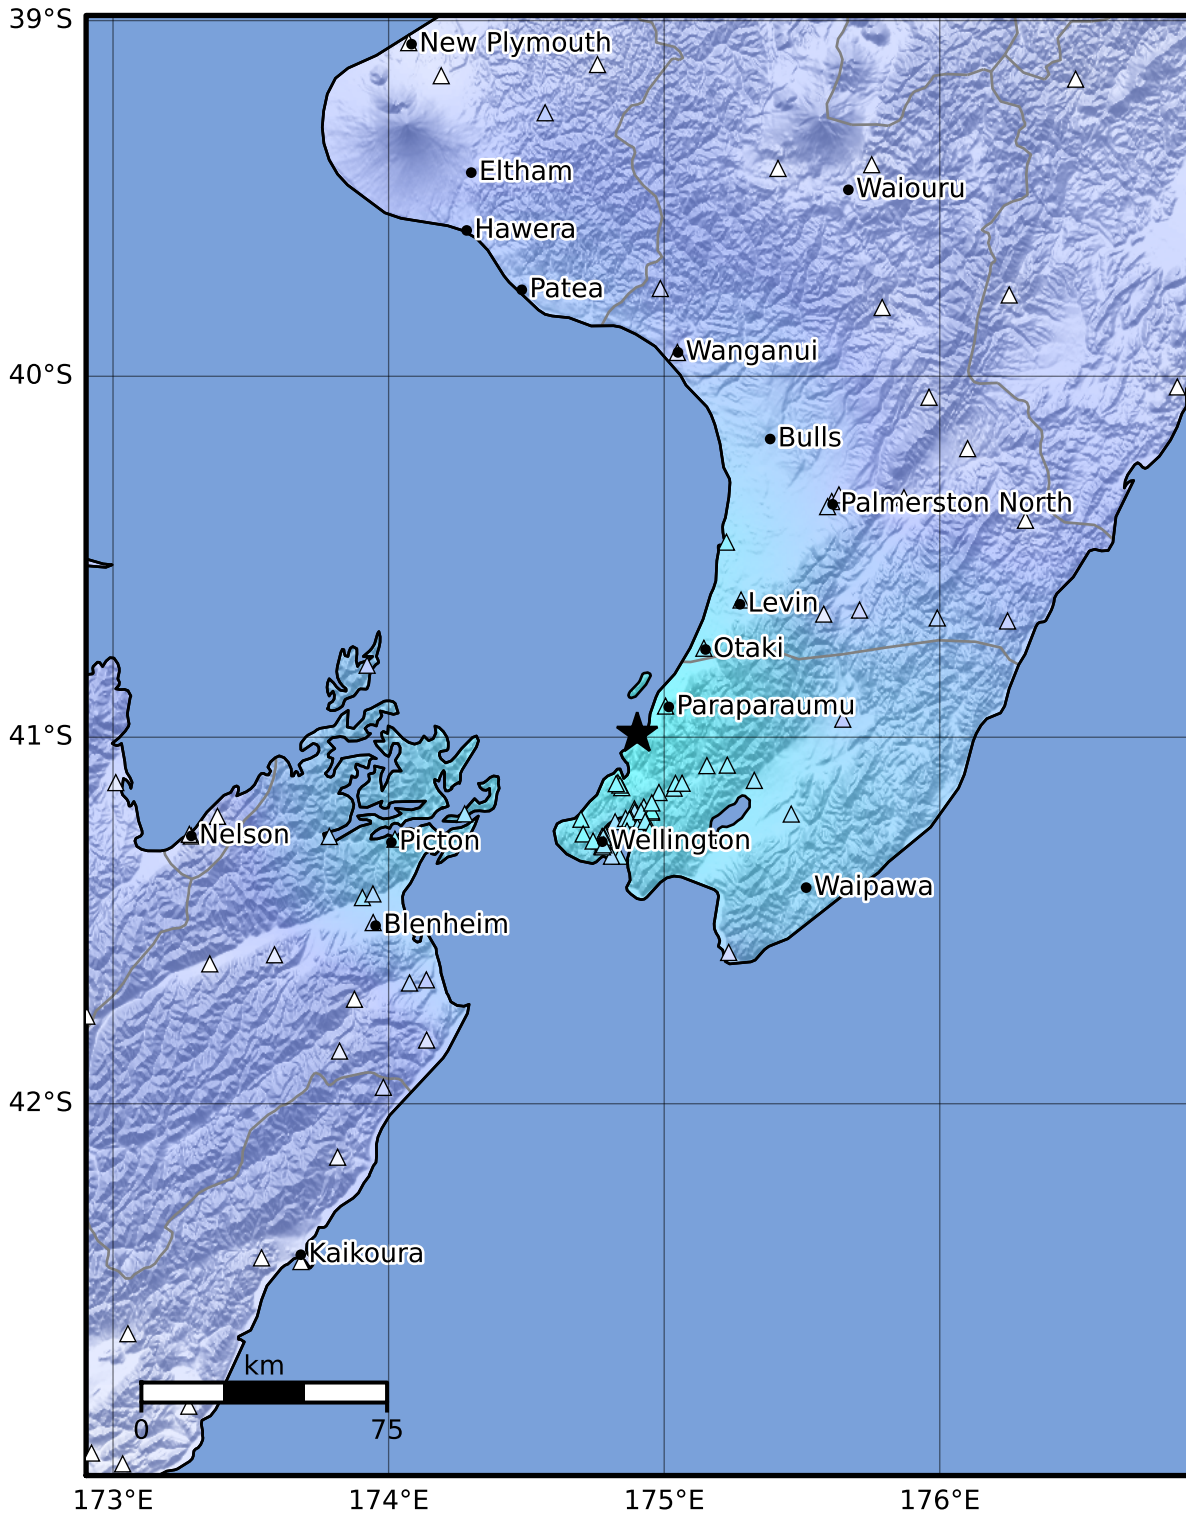 39°S
New Plymouth
Eltham
Waiouru
Hawera
Patea
Wanganui
40°S
Bulls
Palmerston North
Levin
Otaki
Paraparaumu
41°S
Nelson
Picton
Wellington
Waipawa
Blenheim
42°S
Kaikoura
km
0 75
173°E 174°E 175°E 176°E